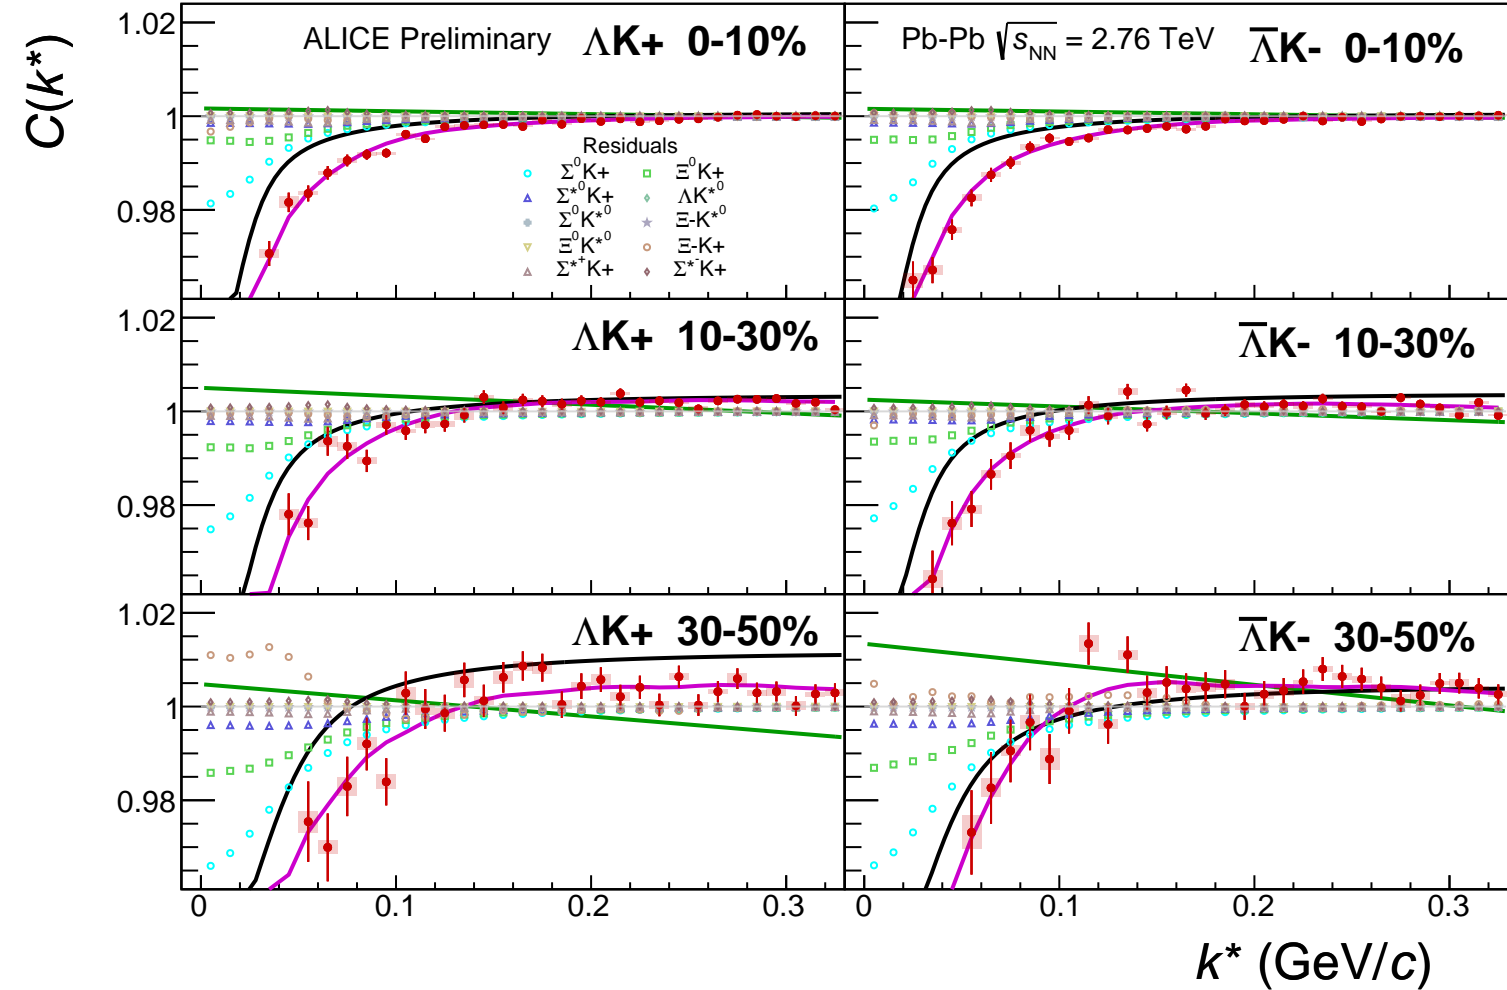 C(k*)
ALICE Preliminary ΛK+ 0-10%
Pb-Pb √sNN = 2.76 TeV Λ̅K- 0-10%
1.02
1
0.98
Residuals
Σ⁰K+ Ξ⁰K+
Σ*⁰K+ ΛK*⁰
Σ⁰K*⁰ Ξ-K*⁰
Ξ⁰K*⁰ Ξ-K+
Σ*⁺K+ Σ*⁻K+
ΛK+ 10-30%
Λ̅K- 10-30%
1.02
1
0.98
ΛK+ 30-50%
Λ̅K- 30-50%
1.02
1
0.98
0 0.1 0.2 0.3
0 0.1 0.2 0.3
k* (GeV/c)